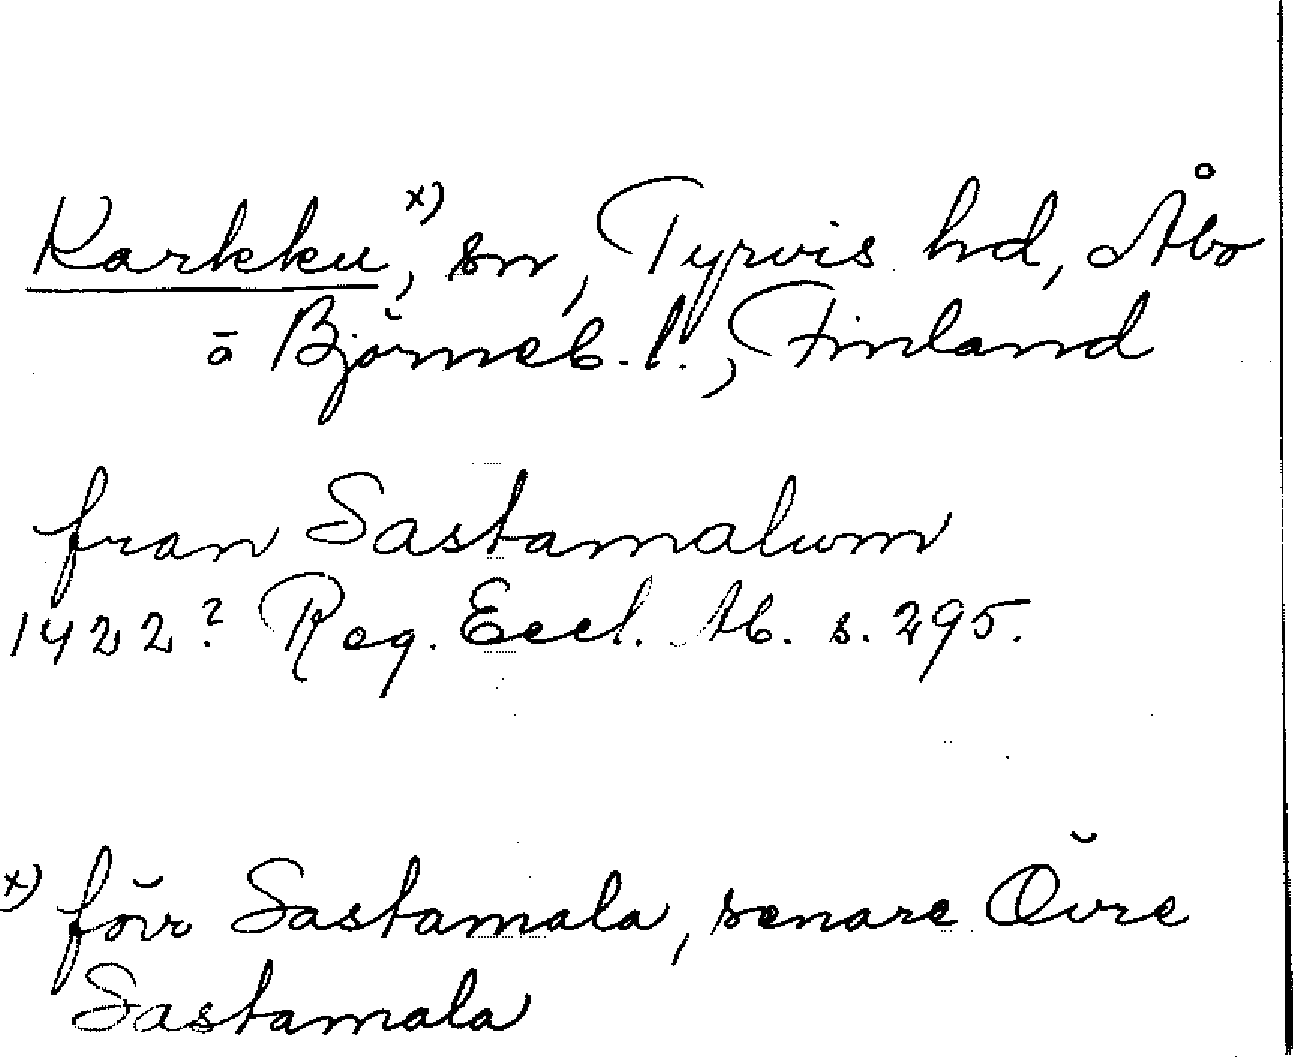 Karkku,x) sn, Tyrvis hd, Åbo
o Björneb. l., Finland
fran Sastamalum
1422? Reg. Eccl. Ab. s. 295.
x) förr Sastamala, senare Övre
Sastamala